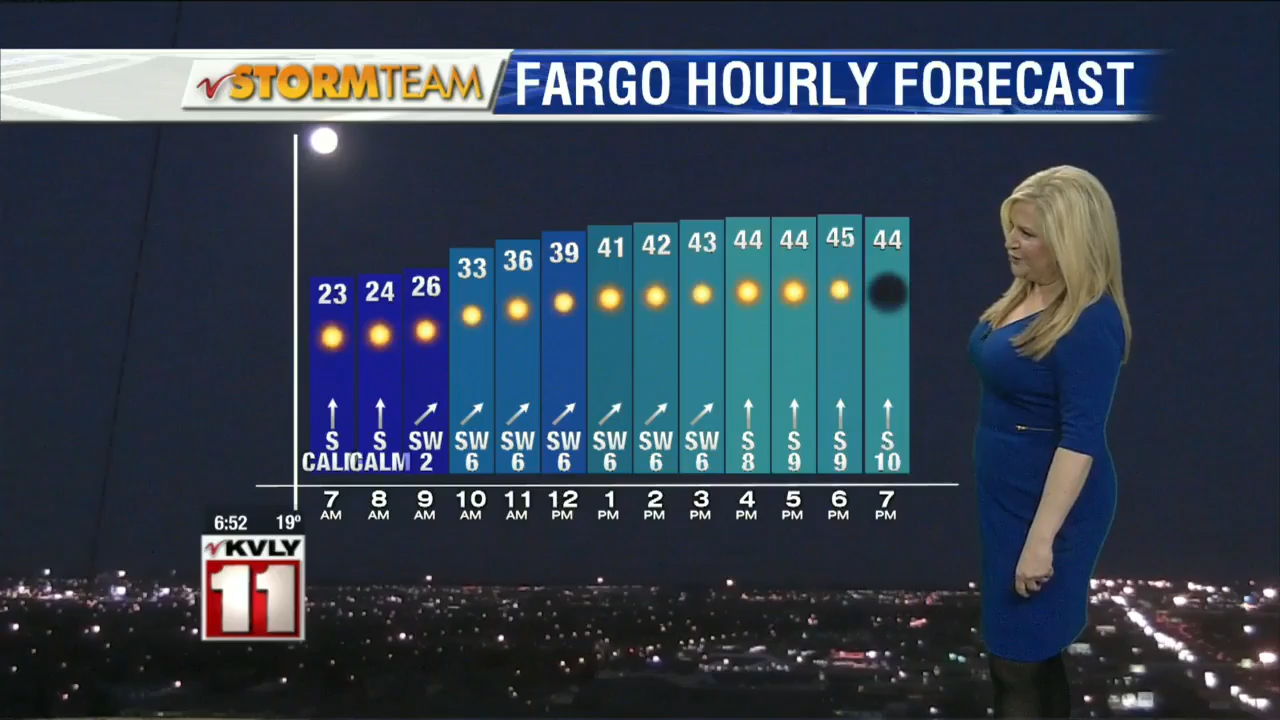 STORMTEAM FARGO HOURLY FORECAST
23 24 26 33 36 39 41 42 43 44 44 45 44
S S SW SW SW SW SW SW SW S S S S
CALM CALM 2 6 6 6 6 6 6 8 9 9 10
7 8 9 10 11 12 1 2 3 4 5 6 7
AM AM AM AM AM PM PM PM PM PM PM PM PM
6:52 19°
KVLY
11